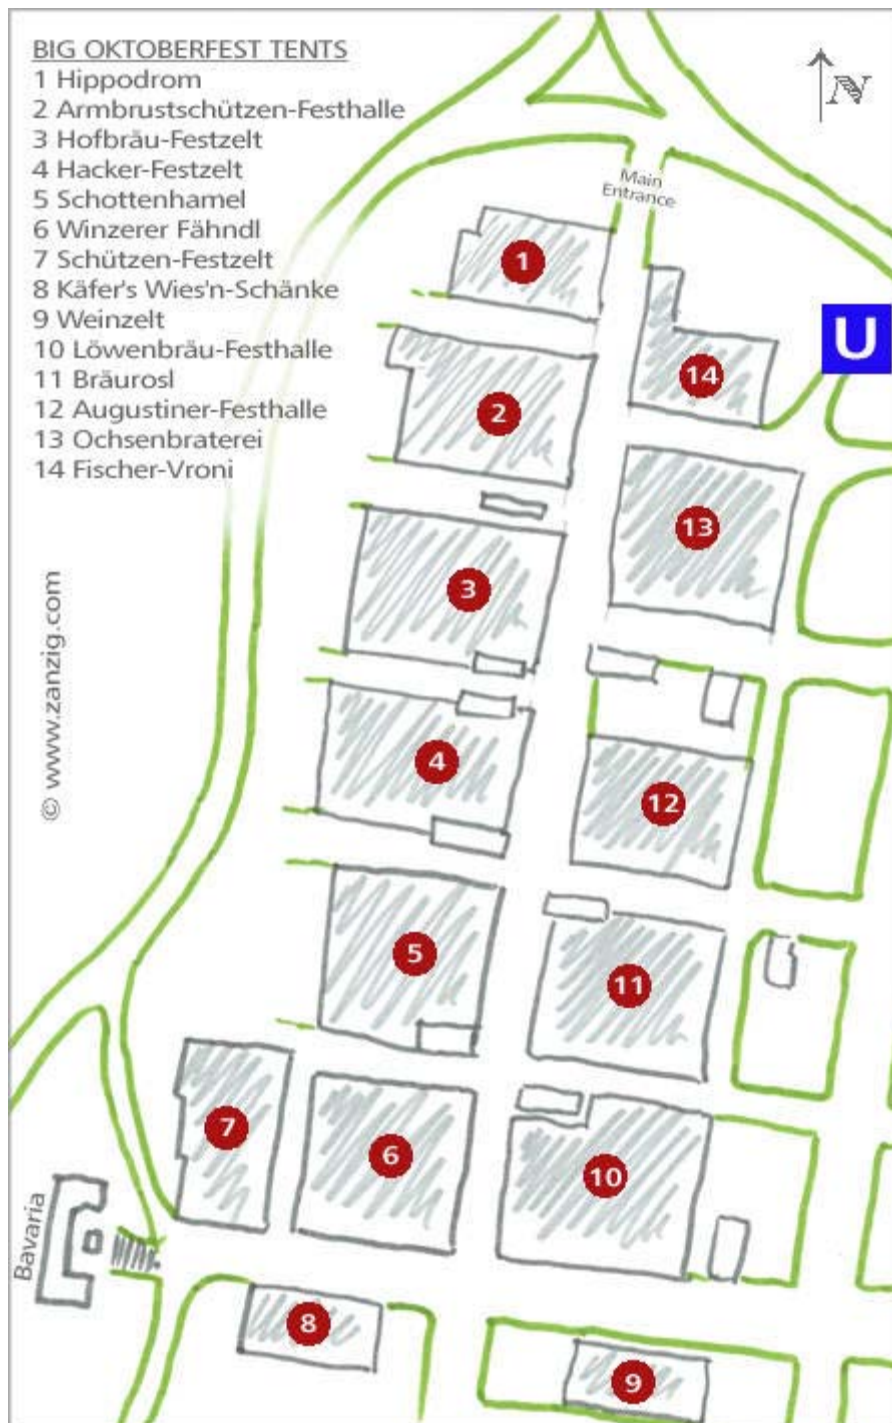 BIG OKTOBERFEST TENTS
1 Hippodrom
2 Armbrustschützen-Festhalle
3 Hofbräu-Festzelt
4 Hacker-Festzelt
5 Schottenhamel
6 Winzerer Fähndl
7 Schützen-Festzelt
8 Käfer's Wies'n-Schänke
9 Weinzelt
10 Löwenbräu-Festhalle
11 Bräurosl
12 Augustiner-Festhalle
13 Ochsenbraterei
14 Fischer-Vroni
N
Main
Entrance
U
1
14
2
13
3
4
12
5
11
7
6
10
8
9
Bavaria
© www.zanzig.com